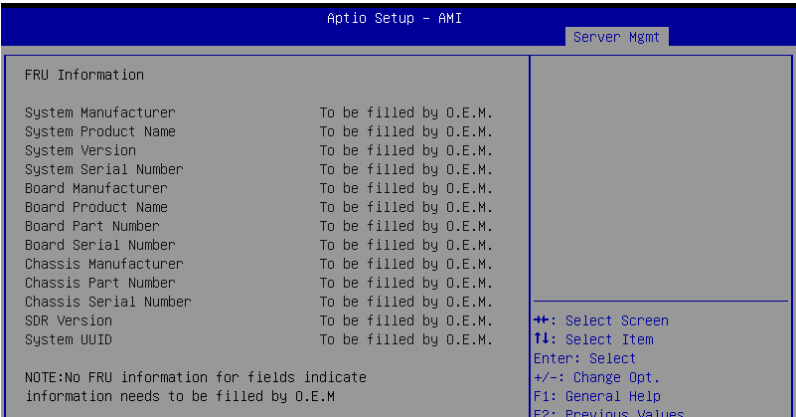 Aptio Setup – AMI
Server Mgmt
FRU Information
System Manufacturer To be filled by O.E.M.
System Product Name To be filled by O.E.M.
System Version To be filled by O.E.M.
System Serial Number To be filled by O.E.M.
Board Manufacturer To be filled by O.E.M.
Board Product Name To be filled by O.E.M.
Board Part Number To be filled by O.E.M.
Board Serial Number To be filled by O.E.M.
Chassis Manufacturer To be filled by O.E.M.
Chassis Part Number To be filled by O.E.M.
Chassis Serial Number To be filled by O.E.M.
SDR Version To be filled by O.E.M.
System UUID To be filled by O.E.M.
NOTE:No FRU information for fields indicate
information needs to be filled by O.E.M
→←: Select Screen
↑↓: Select Item
Enter: Select
+/-: Change Opt.
F1: General Help
F2: Previous Values